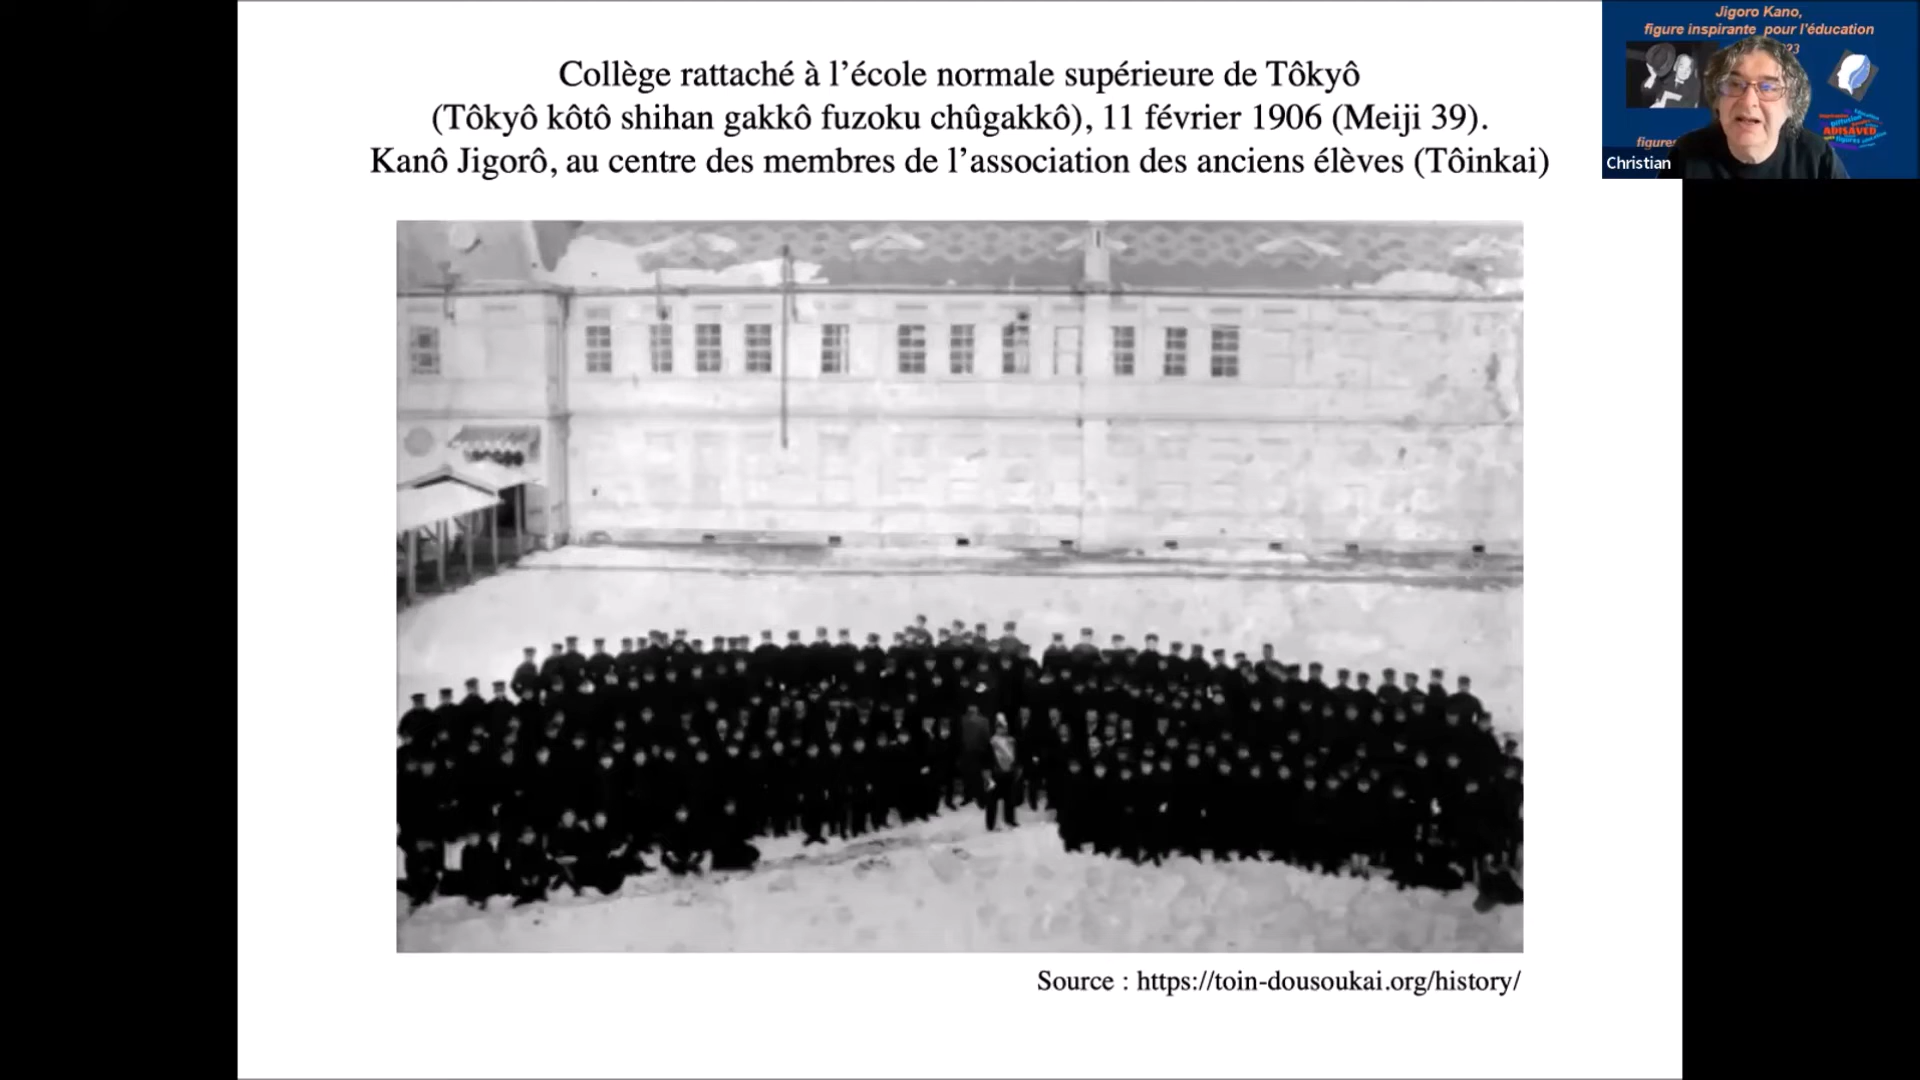 Collège rattaché à l'école normale supérieure de Tôkyô
(Tôkyô kôtô shihan gakkô fuzoku chûgakkô), 11 février 1906 (Meiji 39).
Kanô Jigorô, au centre des membres de l'association des anciens élèves (Tôinkai)
Source : https://toin-dousoukai.org/history/
Jigoro Kano,
figure inspirante pour l'éducation
Christian
ADISAVED